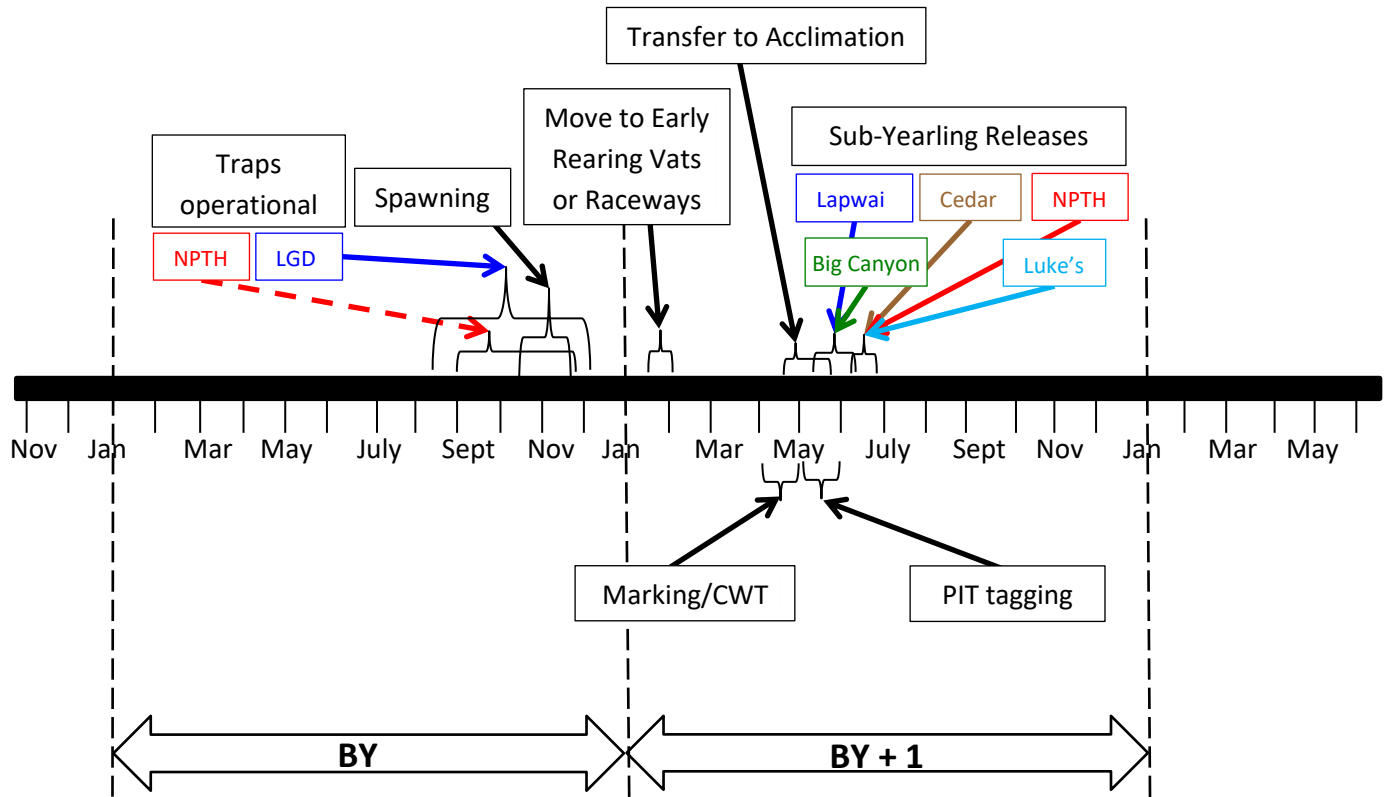 Transfer to Acclimation
Move to Early
Rearing Vats
or Raceways
Sub-Yearling Releases
Traps
operational
Spawning
Lapwai
Cedar
NPTH
NPTH
LGD
Big Canyon
Luke's
Nov
Jan
Mar
May
July
Sept
Nov
Jan
Mar
May
July
Sept
Nov
Jan
Mar
May
Marking/CWT
PIT tagging
BY
BY + 1